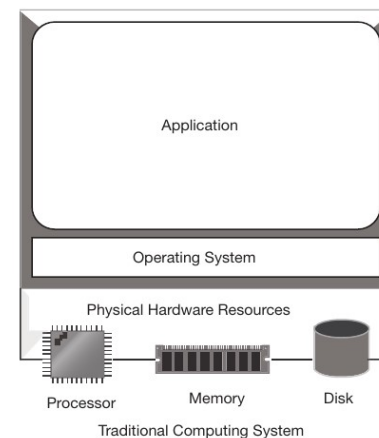 Application
Operating System
Physical Hardware Resources
Processor
Memory
Disk
Traditional Computing System